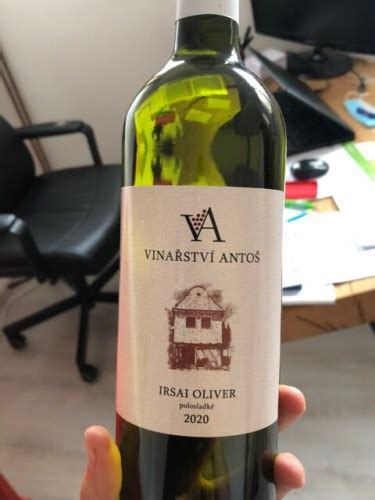 VA
VINAŘSTVÍ ANTOŠ
IRSAI OLIVER
polosladké
2020